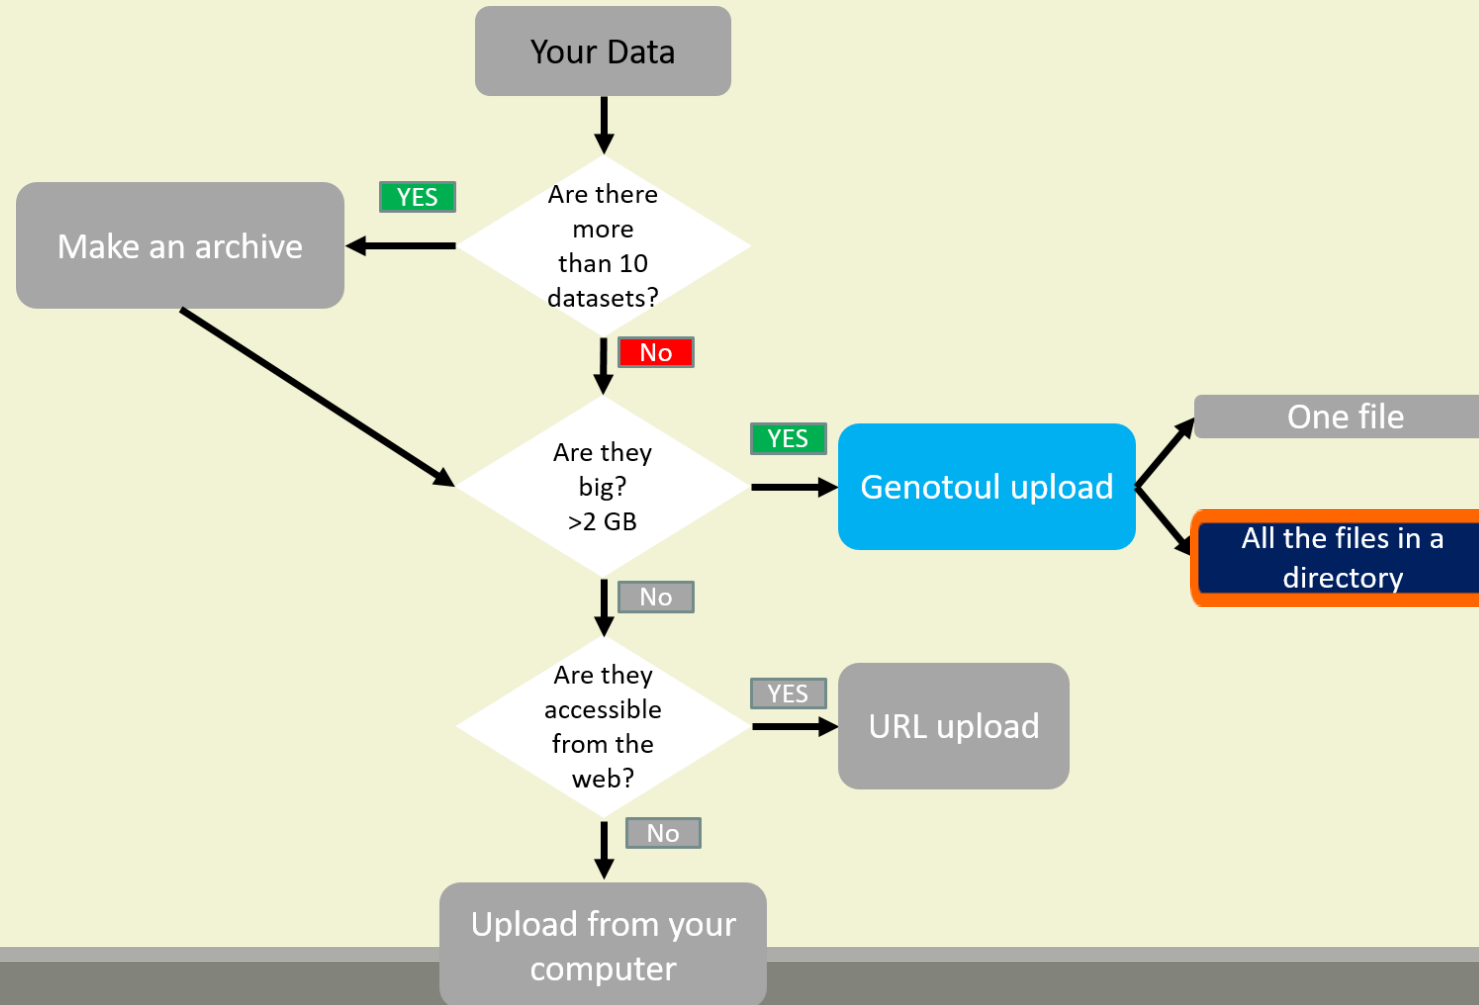 Your Data
Are there
more
than 10
datasets?
YES
Make an archive
No
Are they
big?
>2 GB
YES
Genotoul upload
One file
All the files in a
directory
No
Are they
accessible
from the
web?
YES
URL upload
No
Upload from your
computer